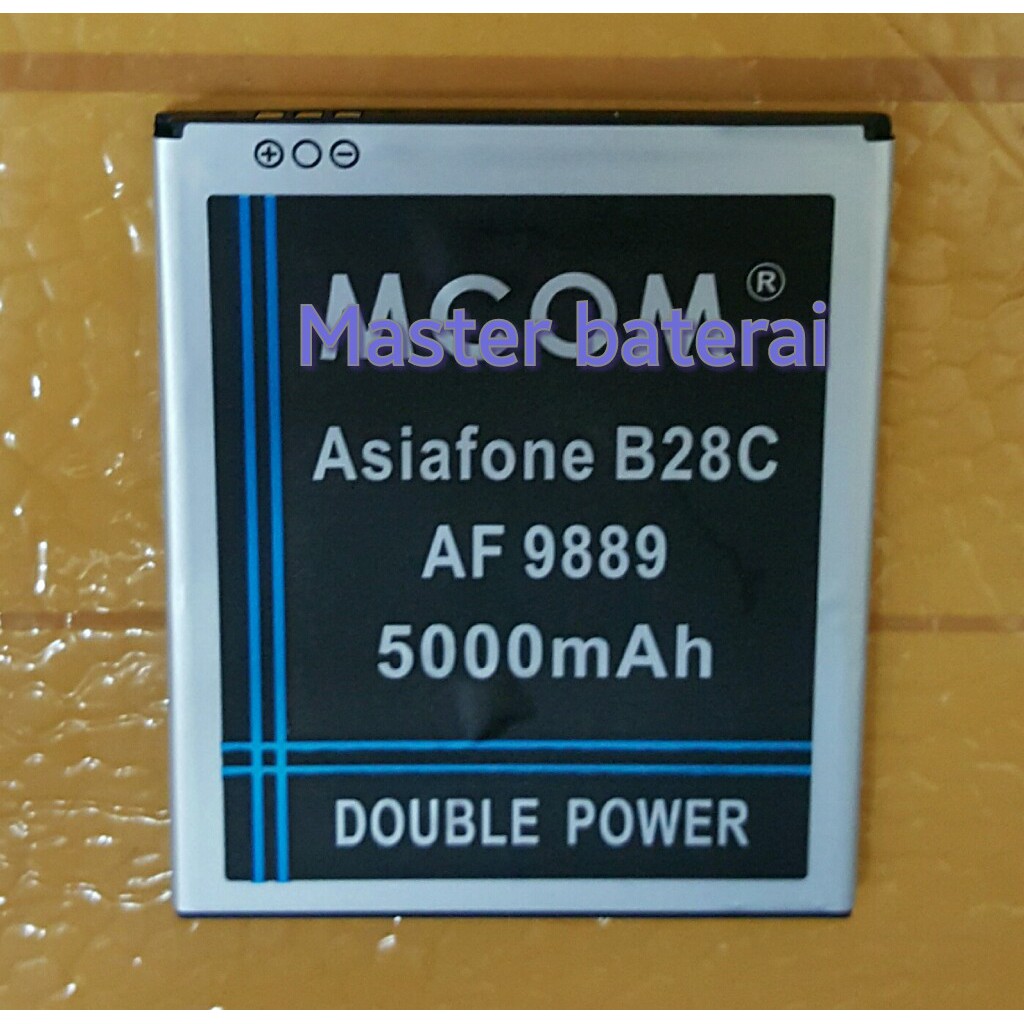 MCOM®
Master baterai
Asiafone B28C
AF 9889
5000mAh
DOUBLE POWER